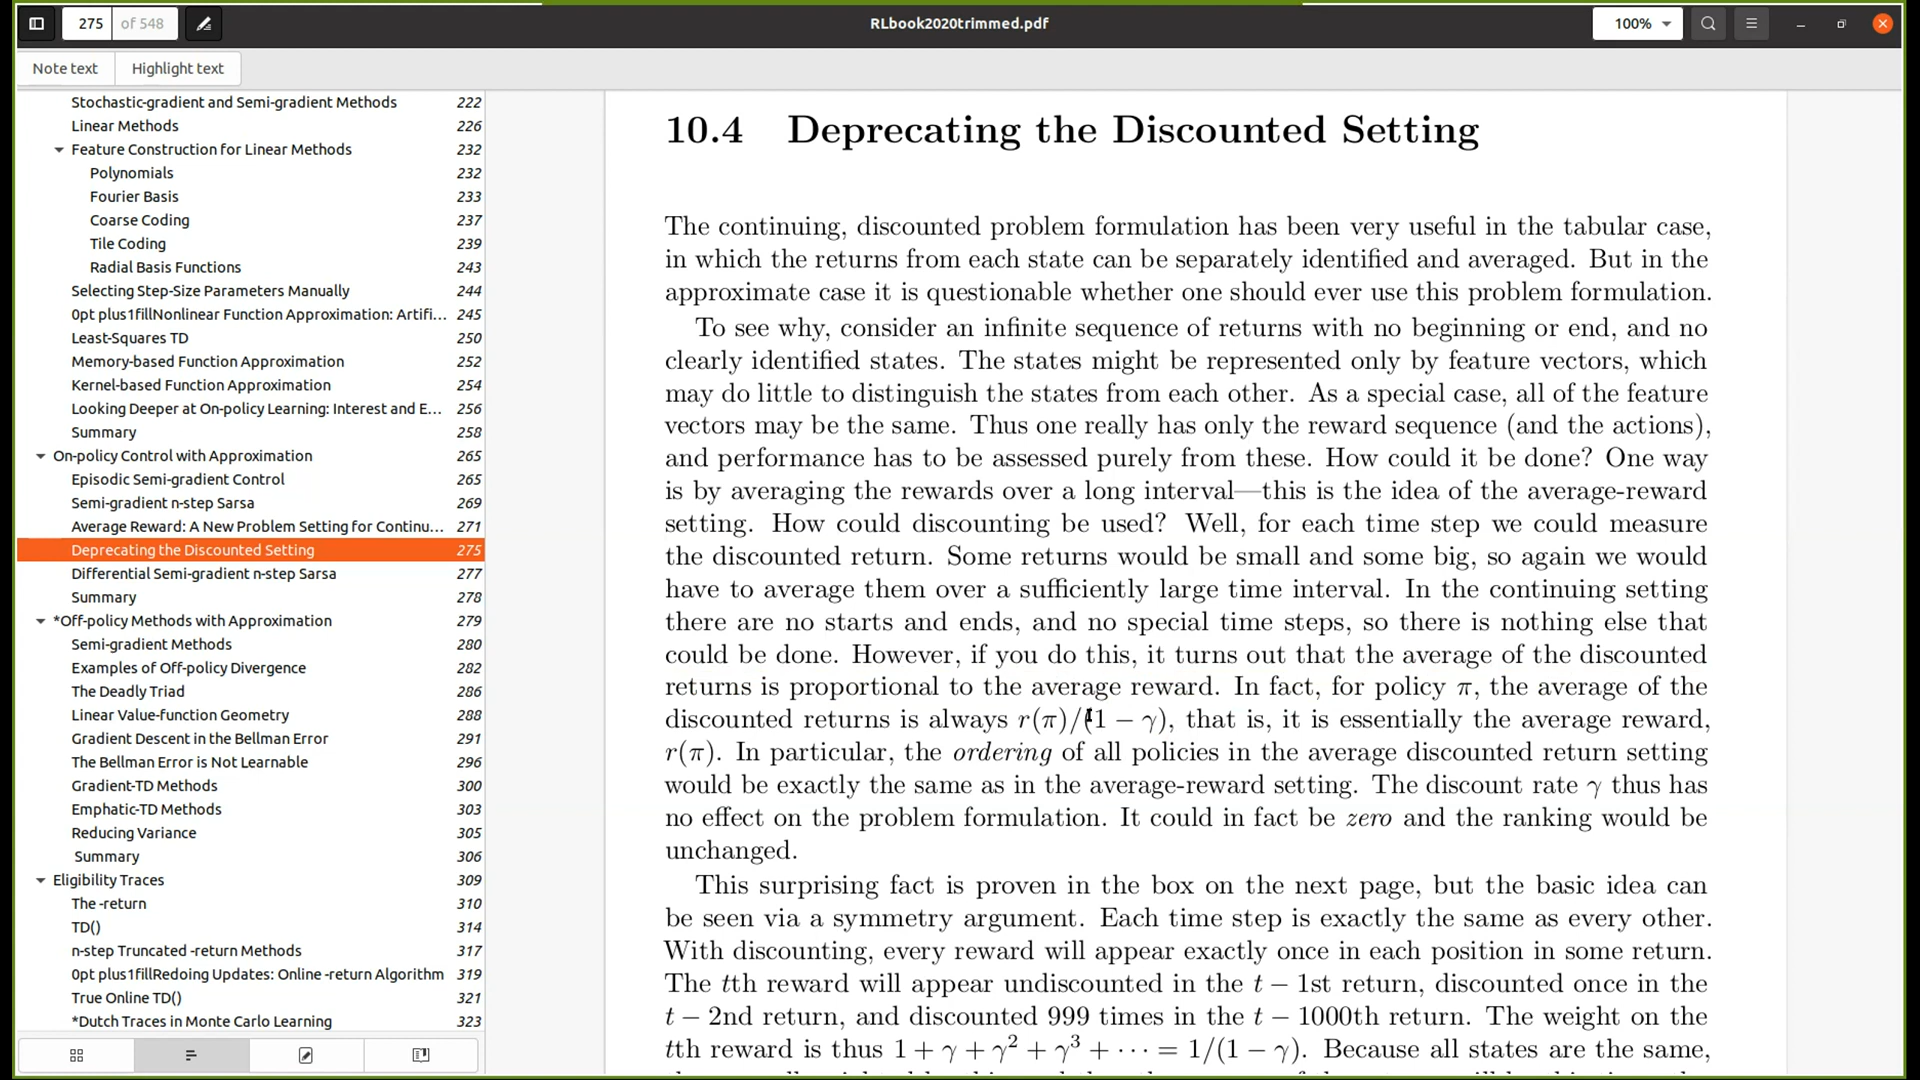 275 of 548
RLbook2020trimmed.pdf
100%
Note text
Highlight text
Stochastic-gradient and Semi-gradient Methods 222
Linear Methods 226
Feature Construction for Linear Methods 232
Polynomials 232
Fourier Basis 233
Coarse Coding 237
Tile Coding 239
Radial Basis Functions 243
Selecting Step-Size Parameters Manually 244
0pt plus1fillNonlinear Function Approximation: Artifi... 245
Least-Squares TD 250
Memory-based Function Approximation 252
Kernel-based Function Approximation 254
Looking Deeper at On-policy Learning: Interest and E... 256
Summary 258
On-policy Control with Approximation 265
Episodic Semi-gradient Control 265
Semi-gradient n-step Sarsa 269
Average Reward: A New Problem Setting for Continu... 271
Deprecating the Discounted Setting 275
Differential Semi-gradient n-step Sarsa 277
Summary 278
*Off-policy Methods with Approximation 279
Semi-gradient Methods 280
Examples of Off-policy Divergence 282
The Deadly Triad 286
Linear Value-function Geometry 288
Gradient Descent in the Bellman Error 291
The Bellman Error is Not Learnable 296
Gradient-TD Methods 300
Emphatic-TD Methods 303
Reducing Variance 305
Summary 306
Eligibility Traces 309
The -return 310
TD() 314
n-step Truncated -return Methods 317
0pt plus1fillRedoing Updates: Online -return Algorithm 319
True Online TD() 321
*Dutch Traces in Monte Carlo Learning 323
10.4 Deprecating the Discounted Setting
The continuing, discounted problem formulation has been very useful in the tabular case,
in which the returns from each state can be separately identified and averaged. But in the
approximate case it is questionable whether one should ever use this problem formulation.
To see why, consider an infinite sequence of returns with no beginning or end, and no
clearly identified states. The states might be represented only by feature vectors, which
may do little to distinguish the states from each other. As a special case, all of the feature
vectors may be the same. Thus one really has only the reward sequence (and the actions),
and performance has to be assessed purely from these. How could it be done? One way
is by averaging the rewards over a long interval—this is the idea of the average-reward
setting. How could discounting be used? Well, for each time step we could measure
the discounted return. Some returns would be small and some big, so again we would
have to average them over a sufficiently large time interval. In the continuing setting
there are no starts and ends, and no special time steps, so there is nothing else that
could be done. However, if you do this, it turns out that the average of the discounted
returns is proportional to the average reward. In fact, for policy π, the average of the
discounted returns is always r(π)/(1 − γ), that is, it is essentially the average reward,
r(π). In particular, the ordering of all policies in the average discounted return setting
would be exactly the same as in the average-reward setting. The discount rate γ thus has
no effect on the problem formulation. It could in fact be zero and the ranking would be
unchanged.
This surprising fact is proven in the box on the next page, but the basic idea can
be seen via a symmetry argument. Each time step is exactly the same as every other.
With discounting, every reward will appear exactly once in each position in some return.
The tth reward will appear undiscounted in the t − 1st return, discounted once in the
t − 2nd return, and discounted 999 times in the t − 1000th return. The weight on the
tth reward is thus 1 + γ + γ² + γ³ + ··· = 1/(1 − γ). Because all states are the same,